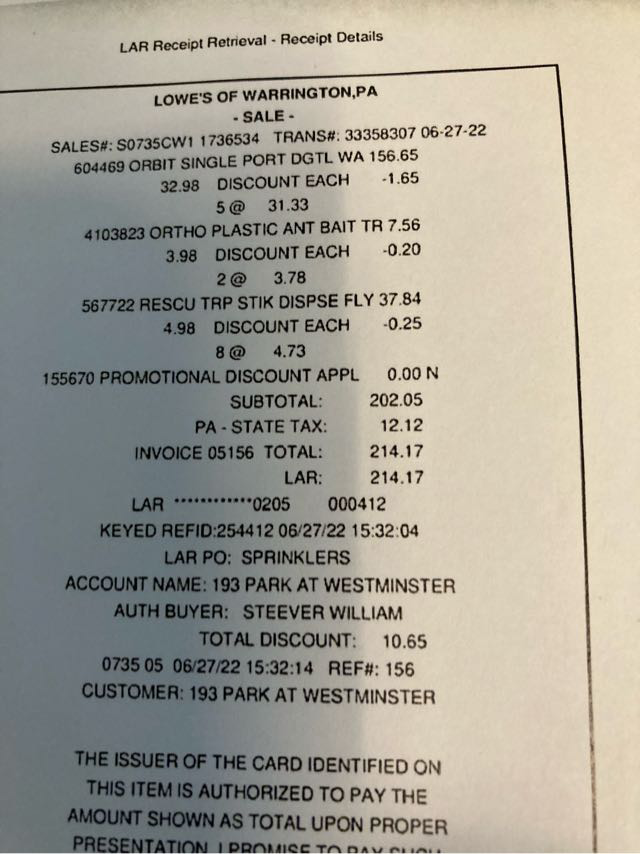 LAR Receipt Retrieval - Receipt Details
LOWE'S OF WARRINGTON,PA
- SALE -
SALES#: S0735CW1 1736534 TRANS#: 33358307 06-27-22
604469 ORBIT SINGLE PORT DGTL WA 156.65
32.98 DISCOUNT EACH -1.65
5 @ 31.33
4103823 ORTHO PLASTIC ANT BAIT TR 7.56
3.98 DISCOUNT EACH -0.20
2 @ 3.78
567722 RESCU TRP STIK DISPSE FLY 37.84
4.98 DISCOUNT EACH -0.25
8 @ 4.73
155670 PROMOTIONAL DISCOUNT APPL 0.00 N
SUBTOTAL: 202.05
PA - STATE TAX: 12.12
INVOICE 05156 TOTAL: 214.17
LAR: 214.17
LAR ************0205 000412
KEYED REFID:254412 06/27/22 15:32:04
LAR PO: SPRINKLERS
ACCOUNT NAME: 193 PARK AT WESTMINSTER
AUTH BUYER: STEEVER WILLIAM
TOTAL DISCOUNT: 10.65
0735 05 06/27/22 15:32:14 REF#: 156
CUSTOMER: 193 PARK AT WESTMINSTER
THE ISSUER OF THE CARD IDENTIFIED ON
THIS ITEM IS AUTHORIZED TO PAY THE
AMOUNT SHOWN AS TOTAL UPON PROPER
PRESENTATION. I PROMISE TO PAY SUCH